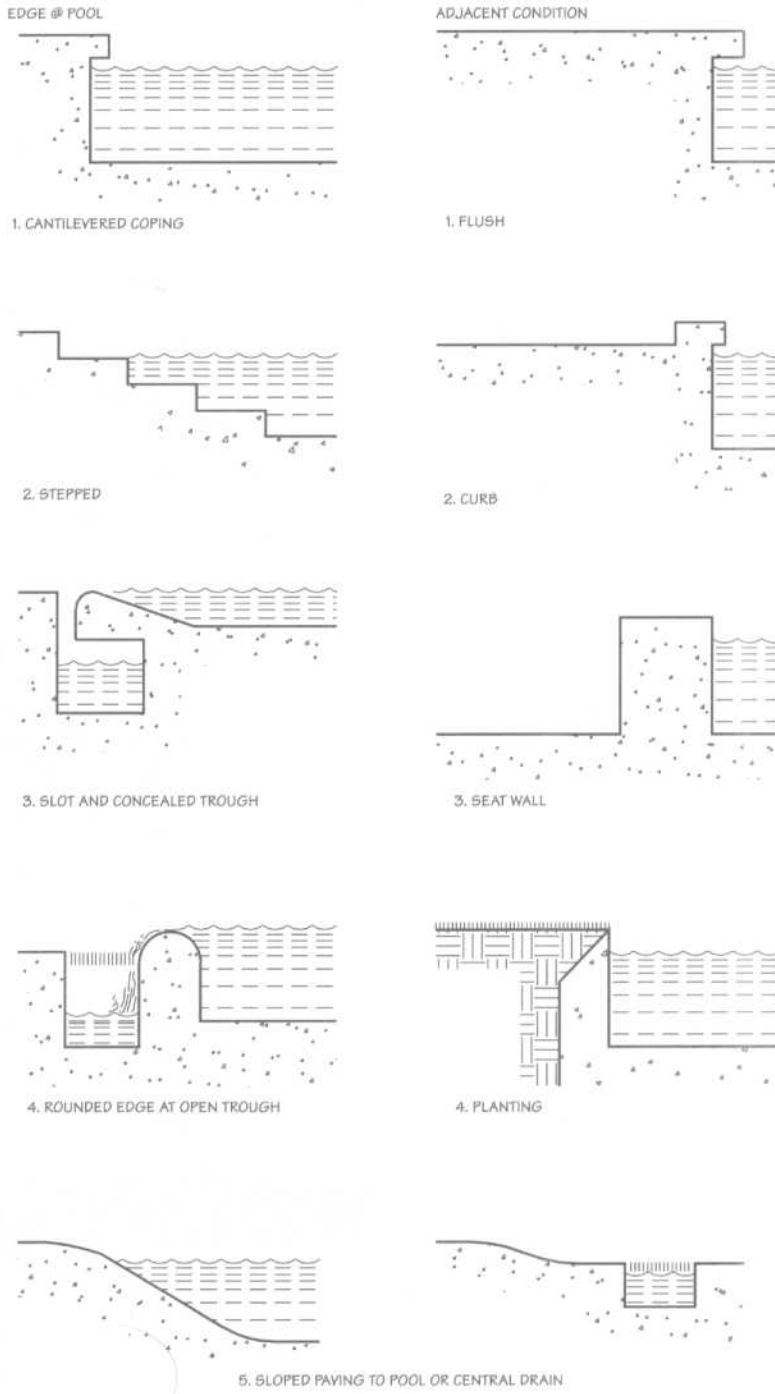 EDGE @ POOL
ADJACENT CONDITION
1. CANTILEVERED COPING
1. FLUSH
2. STEPPED
2. CURB
3. SLOT AND CONCEALED TROUGH
3. SEAT WALL
4. ROUNDED EDGE AT OPEN TROUGH
4. PLANTING
5. SLOPED PAVING TO POOL OR CENTRAL DRAIN